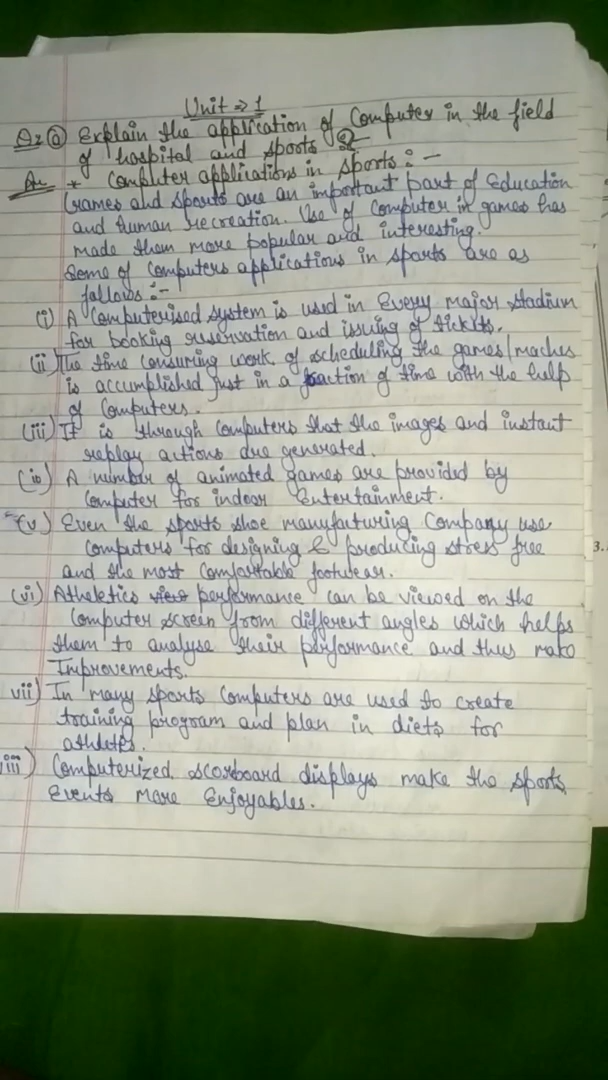 Unit ⇒ 1
Q2 (a) Explain the application of Computer in the field
of hospital and sports ?
Ans * Computer applications in sports : -
Games and sports are an important part of Education
and human recreation. Use of Computer in games has
made them more popular and interesting.
Some of Computers applications in sports are as
follows :-
(i) A Computerised system is used in Every major stadium
for booking reservation and issuing of tickits.
(ii) The time consuming work of scheduling the games/maches
is accomplished just in a fraction of time with the help
of Computers.
(iii) It is through Computers that the images and instant
replay actions are generated.
(iv) A number of animated games are provided by
Computer for indoor Entertainment.
(v) Even the sports shoe manufacturing Company use
Computers for designing & producing stress free
and the most Comfortable footwear.
(vi) Atheletics performance can be viewed on the
Computer screen from different angles which helps
them to analyse their performance and thus make
Improvements.
vii) In many sports Computers are used to create
training program and plan in diets for
athletes.
viii) Computerized scoreboard displays make the sports
Events more Enjoyables.
3.